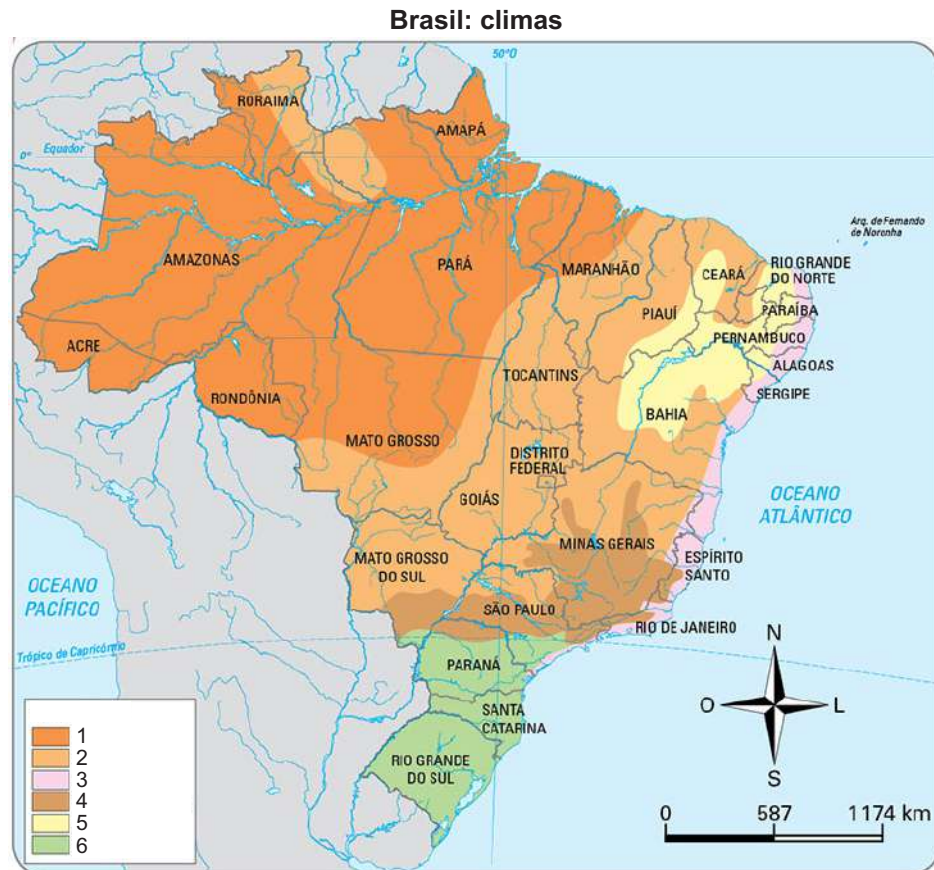 Brasil: climas
50°O
RORAIMA
AMAPÁ
Equador
0°
Arq. de Fernando
de Noronha
AMAZONAS
PARÁ
MARANHÃO
CEARÁ
RIO GRANDE
DO NORTE
PIAUÍ
PARAÍBA
PERNAMBUCO
ACRE
ALAGOAS
TOCANTINS
SERGIPE
RONDÔNIA
BAHIA
MATO GROSSO
DISTRITO
FEDERAL
GOIÁS
OCEANO
ATLÂNTICO
MINAS GERAIS
MATO GROSSO
DO SUL
ESPÍRITO
SANTO
OCEANO
PACÍFICO
SÃO PAULO
RIO DE JANEIRO
Trópico de Capricórnio
PARANÁ
SANTA
CATARINA
RIO GRANDE
DO SUL
N
O
L
S
1
2
3
4
5
6
0 587 1174 km